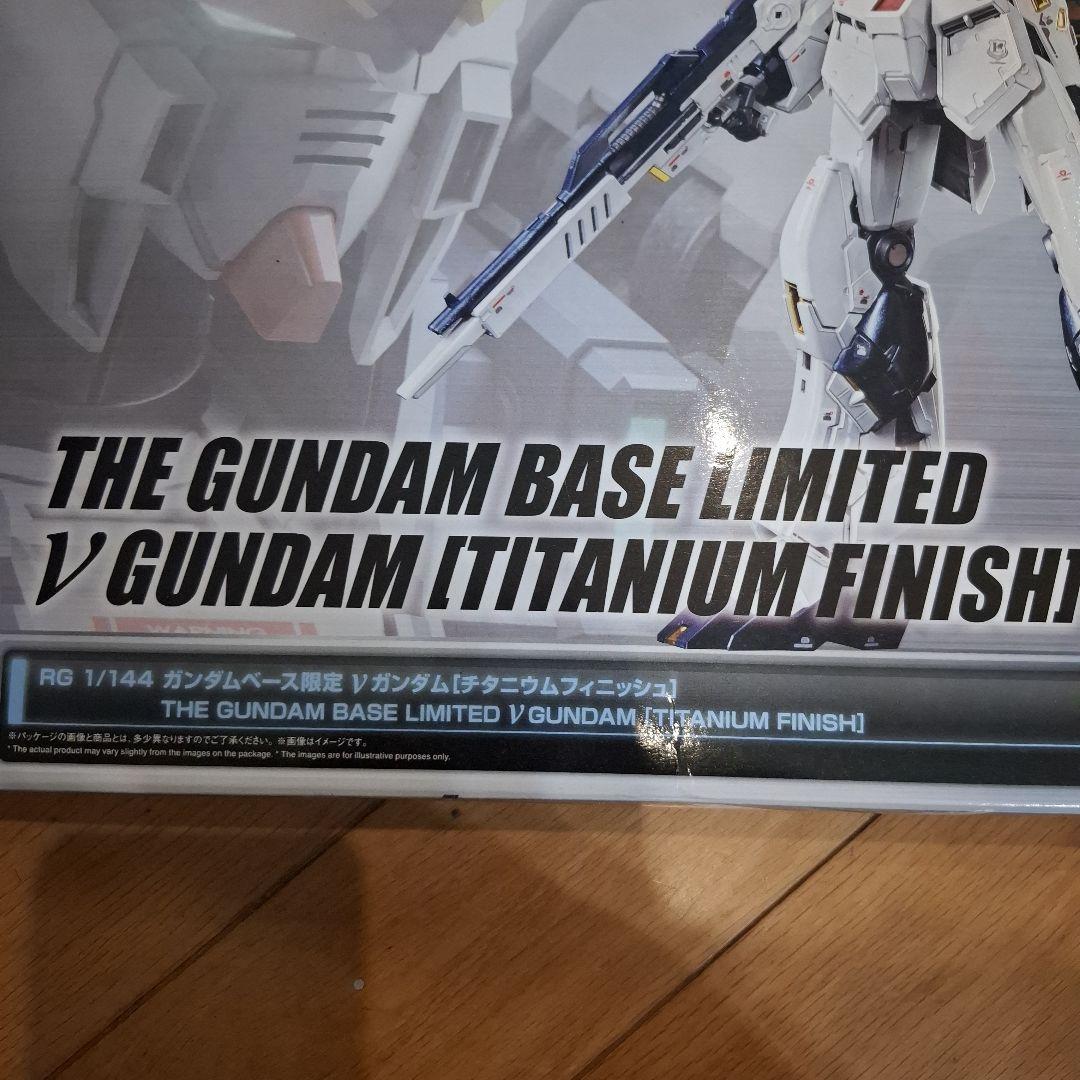 THE GUNDAM BASE LIMITED
ν GUNDAM [TITANIUM FINISH]
WARNING
RG 1/144 ガンダムベース限定 νガンダム[チタニウムフィニッシュ]
THE GUNDAM BASE LIMITED ν GUNDAM [TITANIUM FINISH]
※パッケージの画像と商品とは、多少異なりますのでご了承ください。※画像はイメージです。
* The actual product may vary slightly from the images on the package. * The images are for illustrative purposes only.